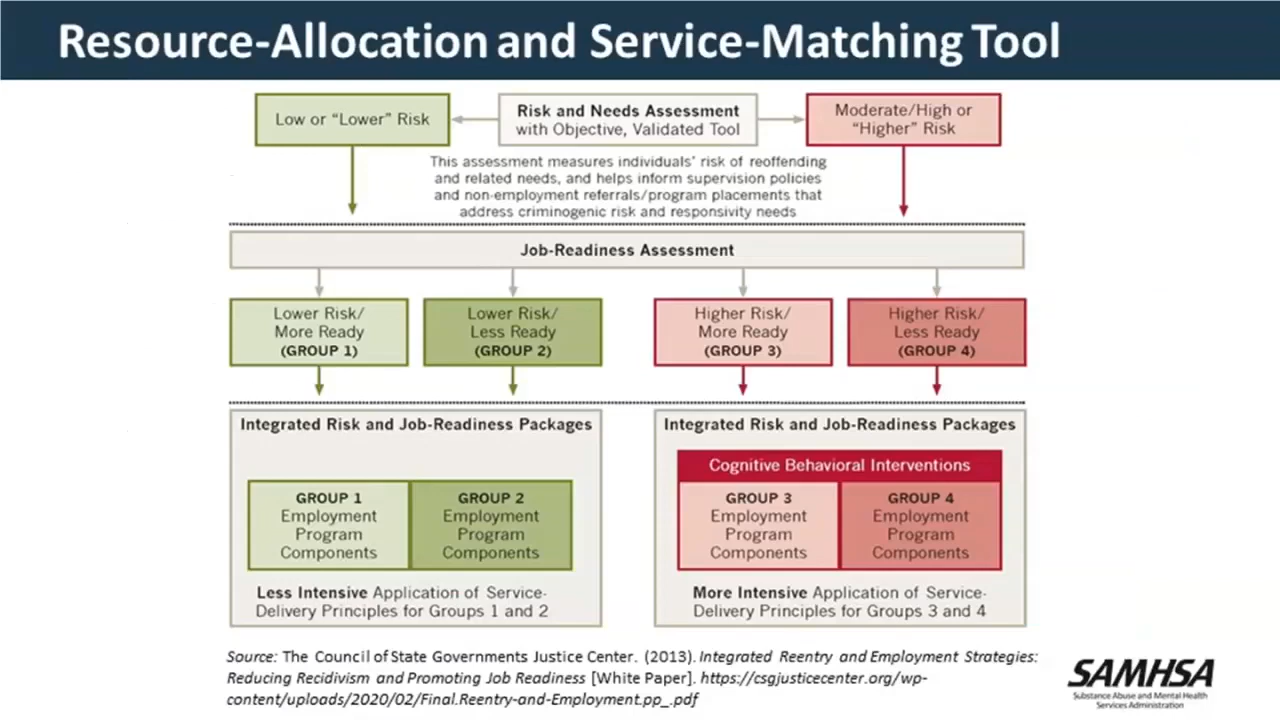 Resource-Allocation and Service-Matching Tool
Low or “Lower” Risk
Risk and Needs Assessment
with Objective, Validated Tool
Moderate/High or
“Higher” Risk
This assessment measures individuals’ risk of reoffending
and related needs, and helps inform supervision policies
and non-employment referrals/program placements that
address criminogenic risk and responsivity needs
Job-Readiness Assessment
Lower Risk/
More Ready
(GROUP 1)
Lower Risk/
Less Ready
(GROUP 2)
Higher Risk/
More Ready
(GROUP 3)
Higher Risk/
Less Ready
(GROUP 4)
Integrated Risk and Job-Readiness Packages
GROUP 1
Employment
Program
Components
GROUP 2
Employment
Program
Components
Less Intensive Application of Service-
Delivery Principles for Groups 1 and 2
Integrated Risk and Job-Readiness Packages
Cognitive Behavioral Interventions
GROUP 3
Employment
Program
Components
GROUP 4
Employment
Program
Components
More Intensive Application of Service-
Delivery Principles for Groups 3 and 4
Source: The Council of State Governments Justice Center. (2013). Integrated Reentry and Employment Strategies:
Reducing Recidivism and Promoting Job Readiness [White Paper]. https://csgjusticecenter.org/wp-
content/uploads/2020/02/Final.Reentry-and-Employment.pp_.pdf
SAMHSA
Substance Abuse and Mental Health
Services Administration